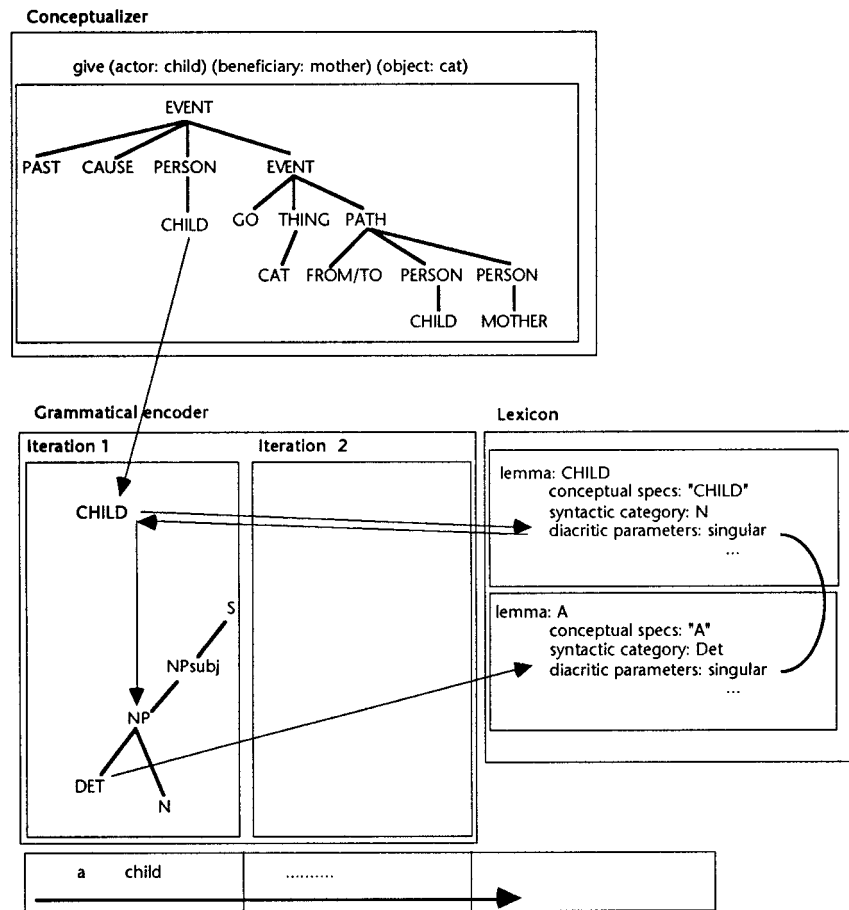 Conceptualizer
give (actor: child) (beneficiary: mother) (object: cat)
EVENT
PAST CAUSE PERSON EVENT
CHILD GO THING PATH
CAT FROM/TO PERSON PERSON
CHILD MOTHER
Grammatical encoder
Lexicon
Iteration 1
Iteration 2
CHILD
S
NPsubj
NP
DET
N
lemma: CHILD
conceptual specs: "CHILD"
syntactic category: N
diacritic parameters: singular
...
lemma: A
conceptual specs: "A"
syntactic category: Det
diacritic parameters: singular
...
a child ..........